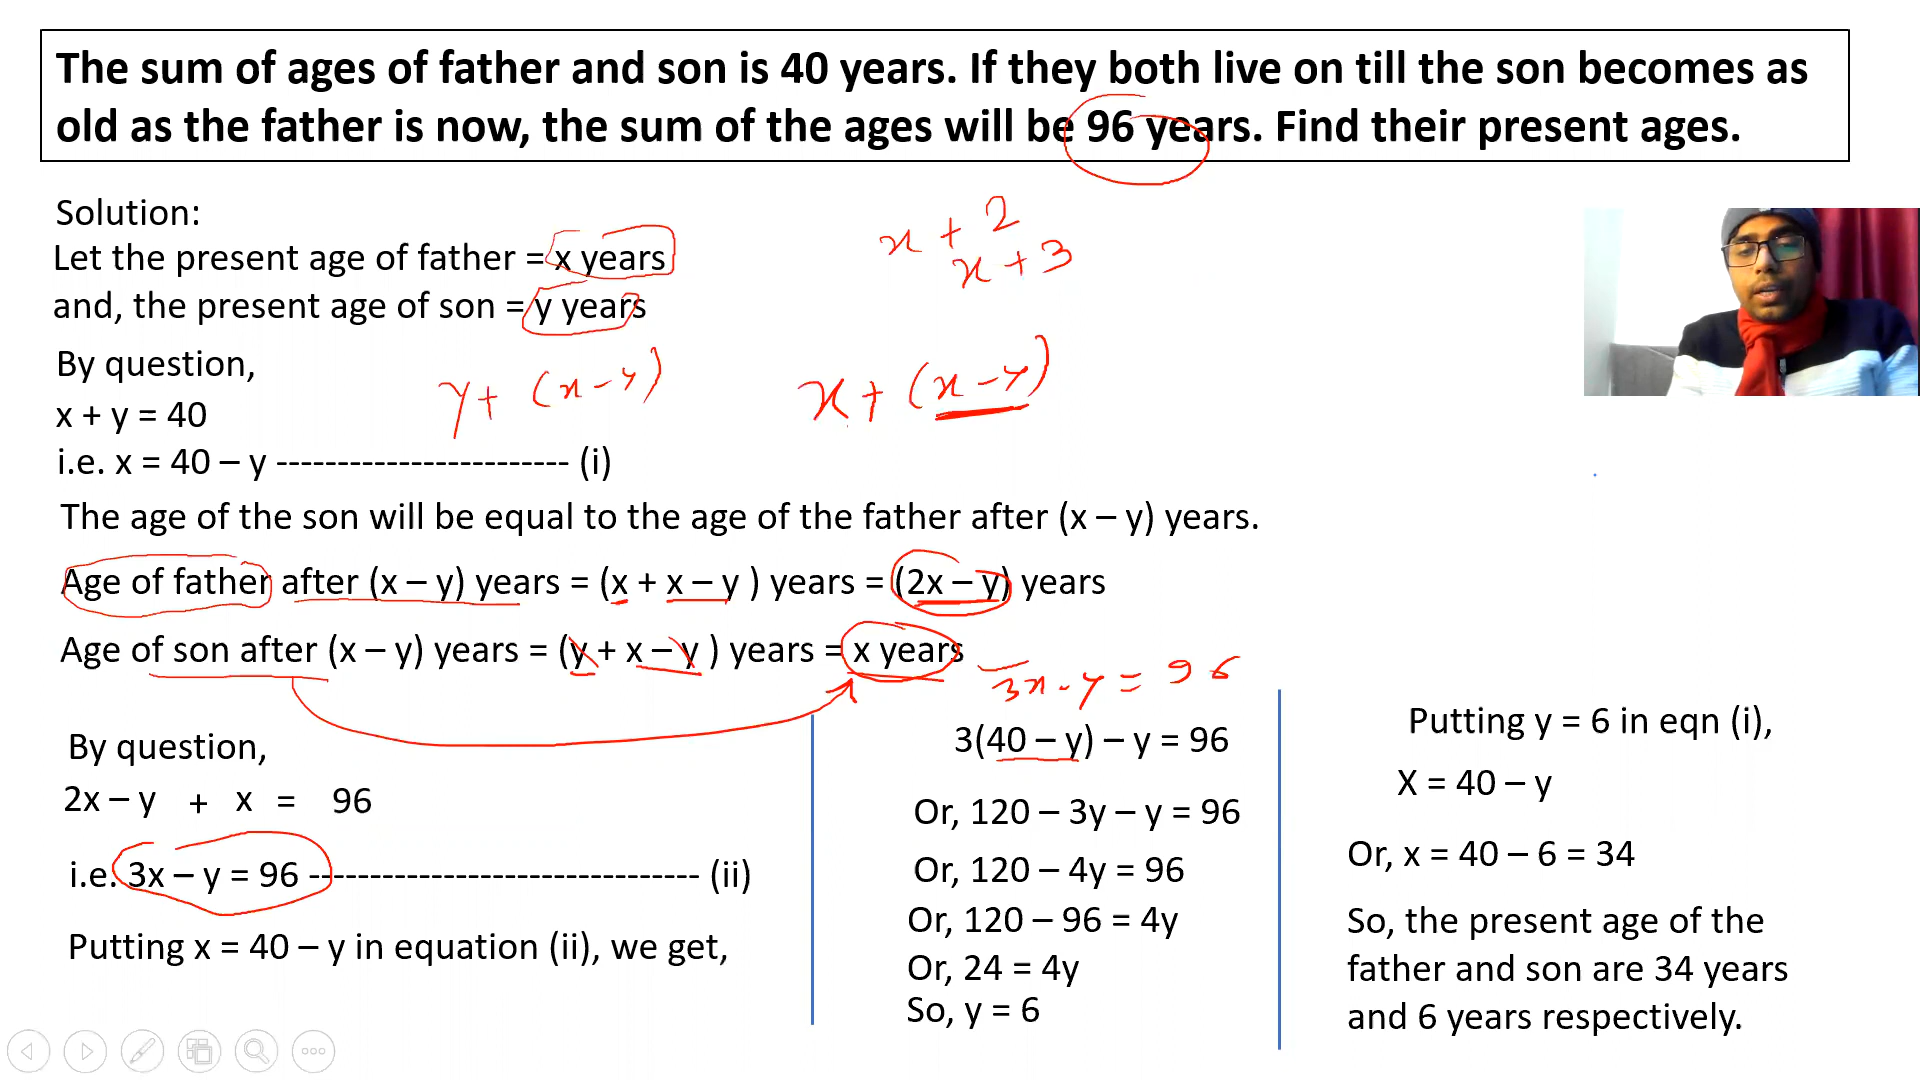 The sum of ages of father and son is 40 years. If they both live on till the son becomes as
old as the father is now, the sum of the ages will be 96 years. Find their present ages.
Solution:
Let the present age of father = x years
and, the present age of son = y years
x + 2
x + 3
By question,
x + y = 40
y + (x - y)
x + (x - y)
i.e. x = 40 – y ------------------------ (i)
The age of the son will be equal to the age of the father after (x – y) years.
Age of father after (x – y) years = (x + x – y ) years = (2x – y) years
Age of son after (x – y) years = (y + x – y ) years = x years
3x - y = 96
By question,
2x – y + x = 96
i.e. 3x – y = 96 -------------------------------- (ii)
Putting x = 40 – y in equation (ii), we get,
3(40 – y) – y = 96
Or, 120 – 3y – y = 96
Or, 120 – 4y = 96
Or, 120 – 96 = 4y
Or, 24 = 4y
So, y = 6
Putting y = 6 in eqn (i),
X = 40 – y
Or, x = 40 – 6 = 34
So, the present age of the
father and son are 34 years
and 6 years respectively.